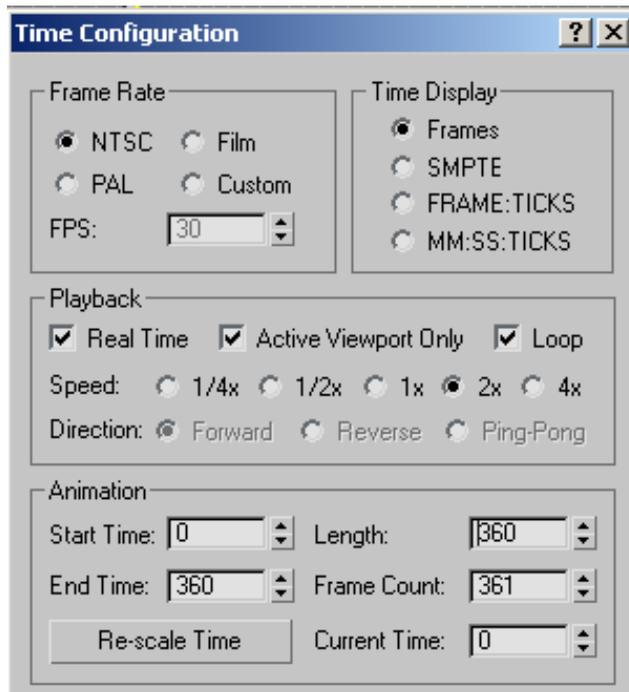 Time Configuration
Frame Rate
NTSC Film
PAL Custom
FPS: 30
Time Display
Frames
SMPTE
FRAME:TICKS
MM:SS:TICKS
Playback
Real Time Active Viewport Only Loop
Speed: 1/4x 1/2x 1x 2x 4x
Direction: Forward Reverse Ping-Pong
Animation
Start Time: 0 Length: 360
End Time: 360 Frame Count: 361
Re-scale Time Current Time: 0